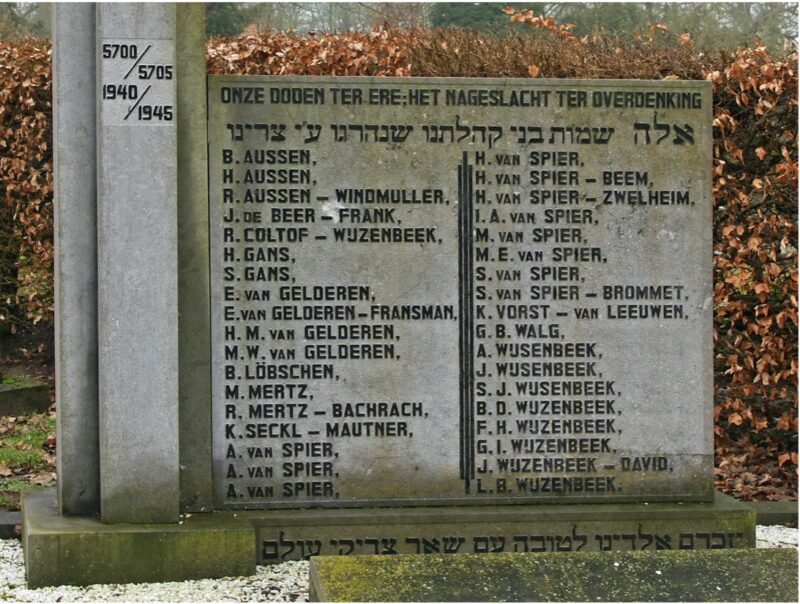 5700/5705
1940/1945
ONZE DODEN TER ERE; HET NAGESLACHT TER OVERDENKING
אלה שמות בני קהלתנו שנהרגו ע״י צרינו
B. AUSSEN,
H. AUSSEN,
R. AUSSEN – WINDMULLER,
J. DE BEER – FRANK,
R. COLTOF – WIJZENBEEK,
H. GANS,
S. GANS,
E. VAN GELDEREN,
E. VAN GELDEREN – FRANSMAN,
H. M. VAN GELDEREN,
M. W. VAN GELDEREN,
B. LÖBSCHEN,
M. MERTZ,
R. MERTZ – BACHRACH,
K. SECKL – MAUTNER,
A. VAN SPIER,
A. VAN SPIER,
A. VAN SPIER,
H. VAN SPIER,
H. VAN SPIER – BEEM,
H. VAN SPIER – ZWELHEIM,
I. A. VAN SPIER,
M. VAN SPIER,
M. E. VAN SPIER,
S. VAN SPIER,
S. VAN SPIER – BROMMET,
K. VORST – VAN LEEUWEN,
G. B. WALG,
A. WIJSENBEEK,
J. WIJSENBEEK,
S. J. WIJSENBEEK,
B. D. WIJZENBEEK,
F. H. WIJZENBEEK,
G. I. WIJZENBEEK,
J. WIJZENBEEK – DAVID,
L. B. WIJZENBEEK.
יזכרם אלדינו לטובה עם שאר צדיקי עולם